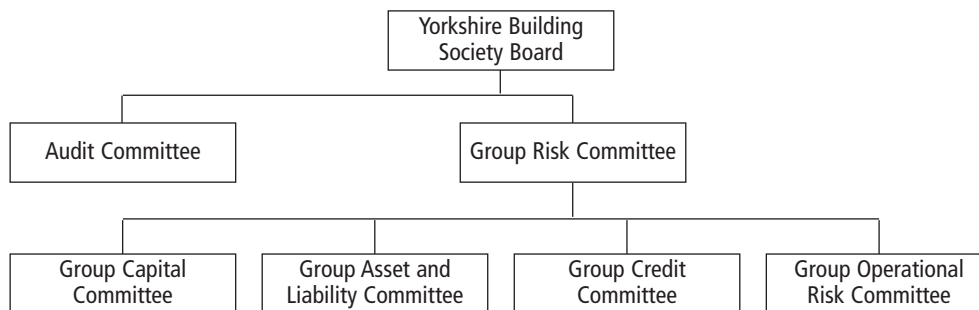 Yorkshire Building
Society Board
Audit Committee
Group Risk Committee
Group Capital
Committee
Group Asset and
Liability Committee
Group Credit
Committee
Group Operational
Risk Committee